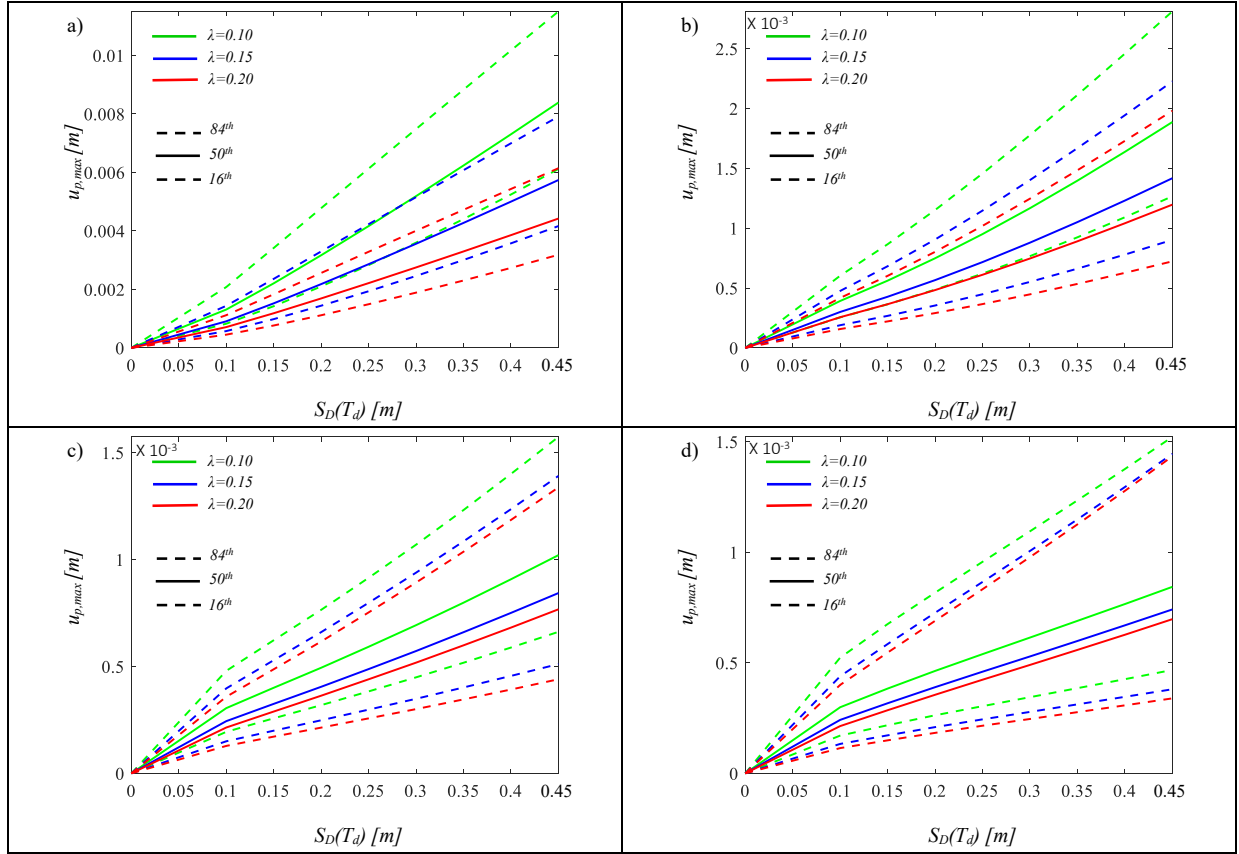 a)
λ=0.10
λ=0.15
λ=0.20
84th
50th
16th
0.01
0.008
0.006
0.004
0.002
0
u_p,max [m]
0 0.05 0.1 0.15 0.2 0.25 0.3 0.35 0.4 0.45
S_D(T_d) [m]
b)
X 10-3
λ=0.10
λ=0.15
λ=0.20
84th
50th
16th
2.5
2
1.5
1
0.5
0
u_p,max [m]
0 0.05 0.1 0.15 0.2 0.25 0.3 0.35 0.4 0.45
S_D(T_d) [m]
c)
X 10-3
λ=0.10
λ=0.15
λ=0.20
84th
50th
16th
1.5
1
0.5
0
u_p,max [m]
0 0.05 0.1 0.15 0.2 0.25 0.3 0.35 0.4 0.45
S_D(T_d) [m]
d)
X 10-3
λ=0.10
λ=0.15
λ=0.20
84th
50th
16th
1.5
1
0.5
0
u_p,max [m]
0 0.05 0.1 0.15 0.2 0.25 0.3 0.35 0.4 0.45
S_D(T_d) [m]